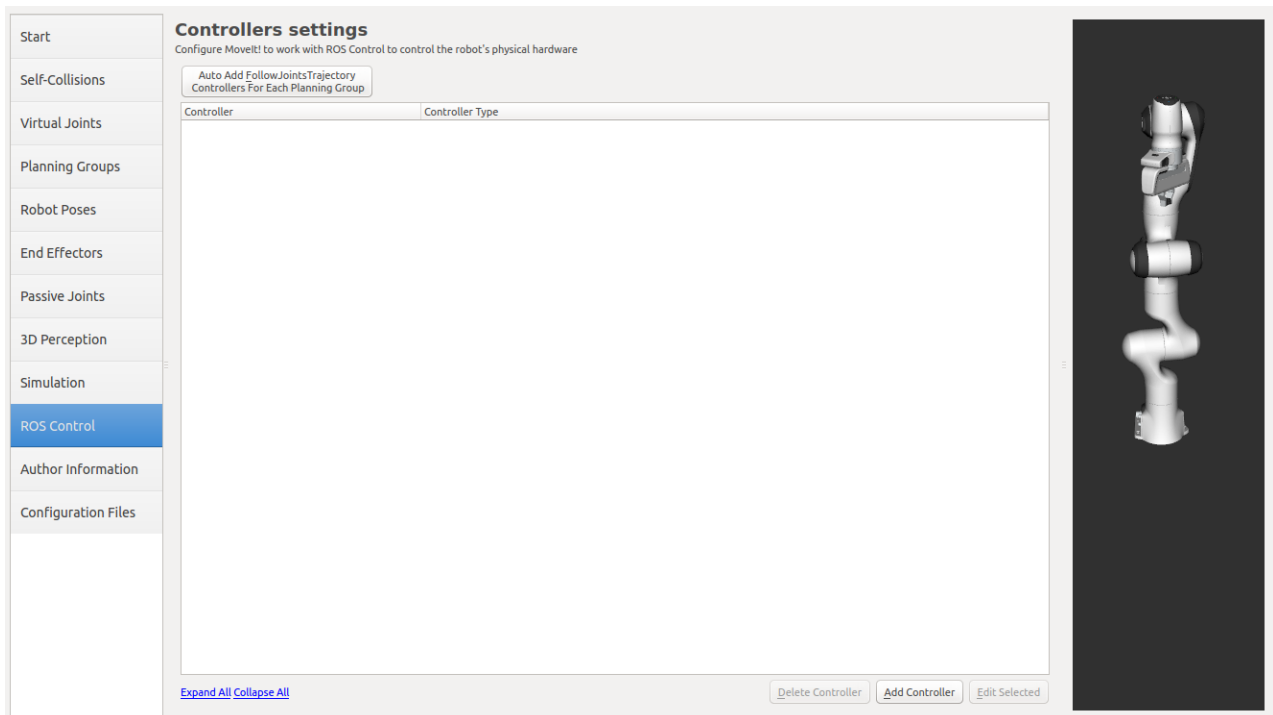 Start
Self-Collisions
Virtual Joints
Planning Groups
Robot Poses
End Effectors
Passive Joints
3D Perception
Simulation
ROS Control
Author Information
Configuration Files
Controllers settings
Configure MoveIt! to work with ROS Control to control the robot's physical hardware
Auto Add FollowJointsTrajectory
Controllers For Each Planning Group
Controller Controller Type
Expand All Collapse All Delete Controller Add Controller Edit Selected